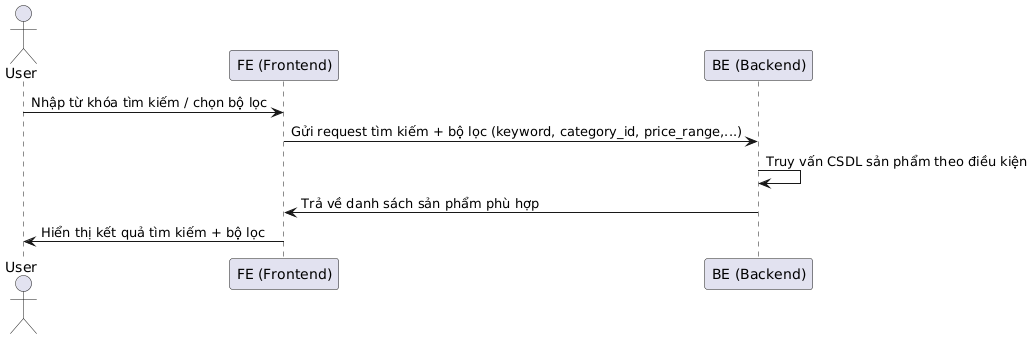 User
FE (Frontend)
BE (Backend)
Nhập từ khóa tìm kiếm / chọn bộ lọc
Gửi request tìm kiếm + bộ lọc (keyword, category_id, price_range,...)
Truy vấn CSDL sản phẩm theo điều kiện
Trả về danh sách sản phẩm phù hợp
Hiển thị kết quả tìm kiếm + bộ lọc
User
FE (Frontend)
BE (Backend)